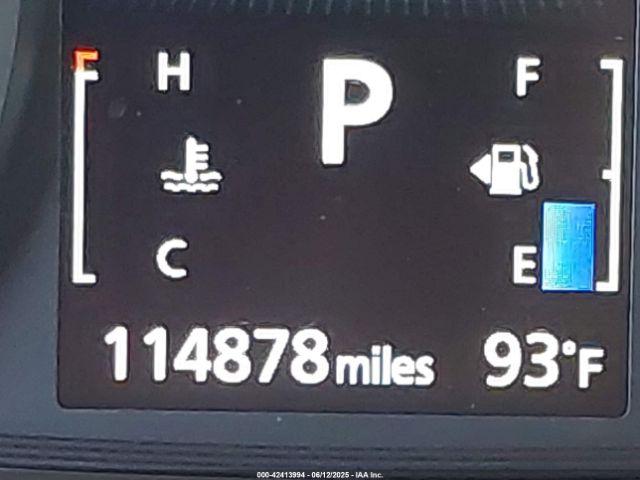 H P F
C E
114878 miles 93°F
000-42413994 - 06/12/2025 - IAA Inc.